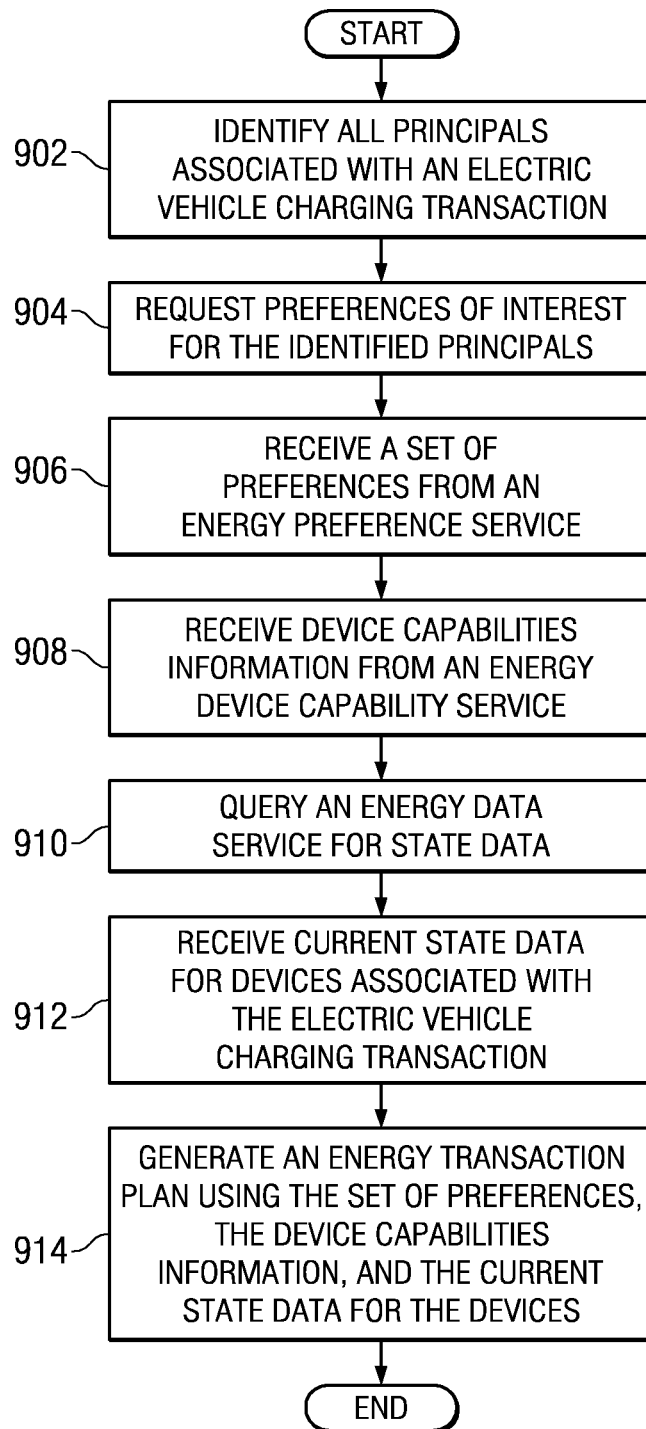 START
902
IDENTIFY ALL PRINCIPALS
ASSOCIATED WITH AN ELECTRIC
VEHICLE CHARGING TRANSACTION
904
REQUEST PREFERENCES OF INTEREST
FOR THE IDENTIFIED PRINCIPALS
906
RECEIVE A SET OF
PREFERENCES FROM AN
ENERGY PREFERENCE SERVICE
908
RECEIVE DEVICE CAPABILITIES
INFORMATION FROM AN ENERGY
DEVICE CAPABILITY SERVICE
910
QUERY AN ENERGY DATA
SERVICE FOR STATE DATA
912
RECEIVE CURRENT STATE DATA
FOR DEVICES ASSOCIATED WITH
THE ELECTRIC VEHICLE
CHARGING TRANSACTION
914
GENERATE AN ENERGY TRANSACTION
PLAN USING THE SET OF PREFERENCES,
THE DEVICE CAPABILITIES
INFORMATION, AND THE CURRENT
STATE DATA FOR THE DEVICES
END